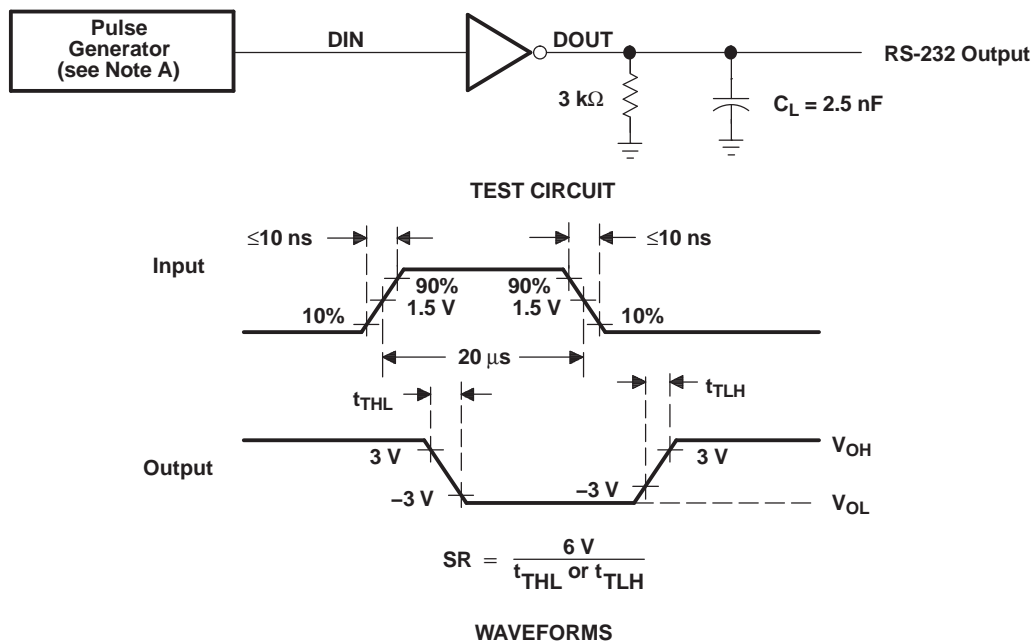 Pulse
Generator
(see Note A)
DIN
DOUT
RS-232 Output
3 kΩ
C_L = 2.5 nF
TEST CIRCUIT
≤10 ns
≤10 ns
Input
90%
90%
1.5 V
1.5 V
10%
10%
20 μs
t_THL
t_TLH
Output
3 V
3 V
V_OH
–3 V
–3 V
V_OL
SR = 6 V / t_THL or t_TLH
WAVEFORMS